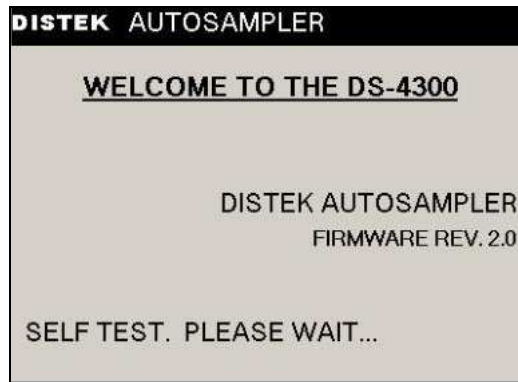 DISTEK AUTOSAMPLER
WELCOME TO THE DS-4300
DISTEK AUTOSAMPLER
FIRMWARE REV. 2.0
SELF TEST. PLEASE WAIT...